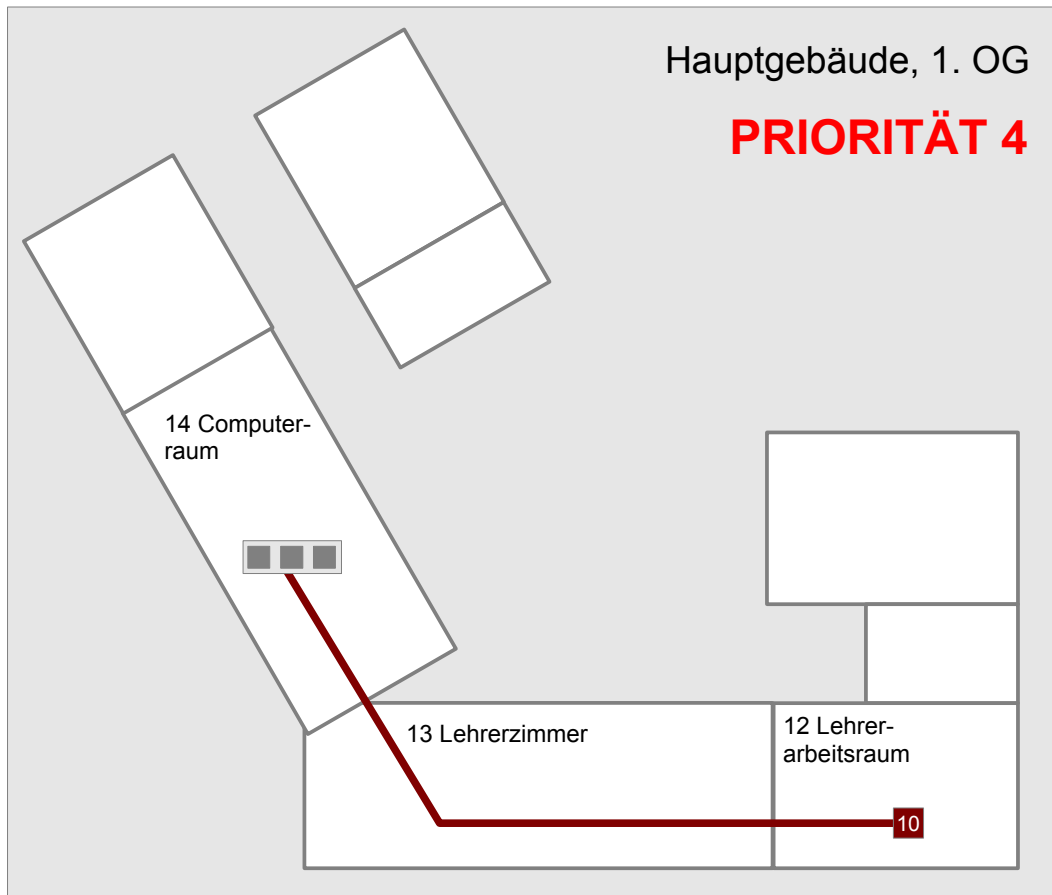 Hauptgebäude, 1. OG
PRIORITÄT 4
14 Computer-
raum
13 Lehrerzimmer
12 Lehrer-
arbeitsraum
10